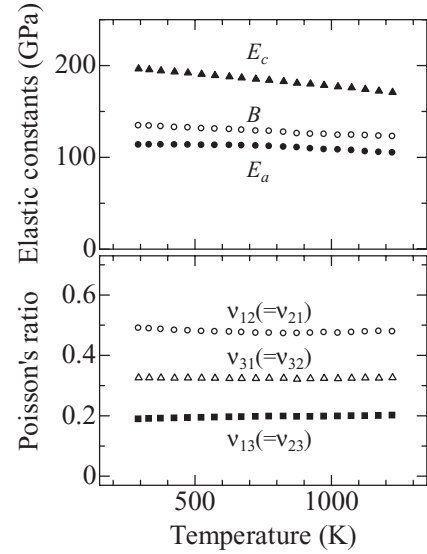 Elastic constants (GPa)
200
100
0
E_c
B
E_a
Poisson's ratio
0.6
0.4
0.2
0
ν₁₂(=ν₂₁)
ν₃₁(=ν₃₂)
ν₁₃(=ν₂₃)
500
1000
Temperature (K)